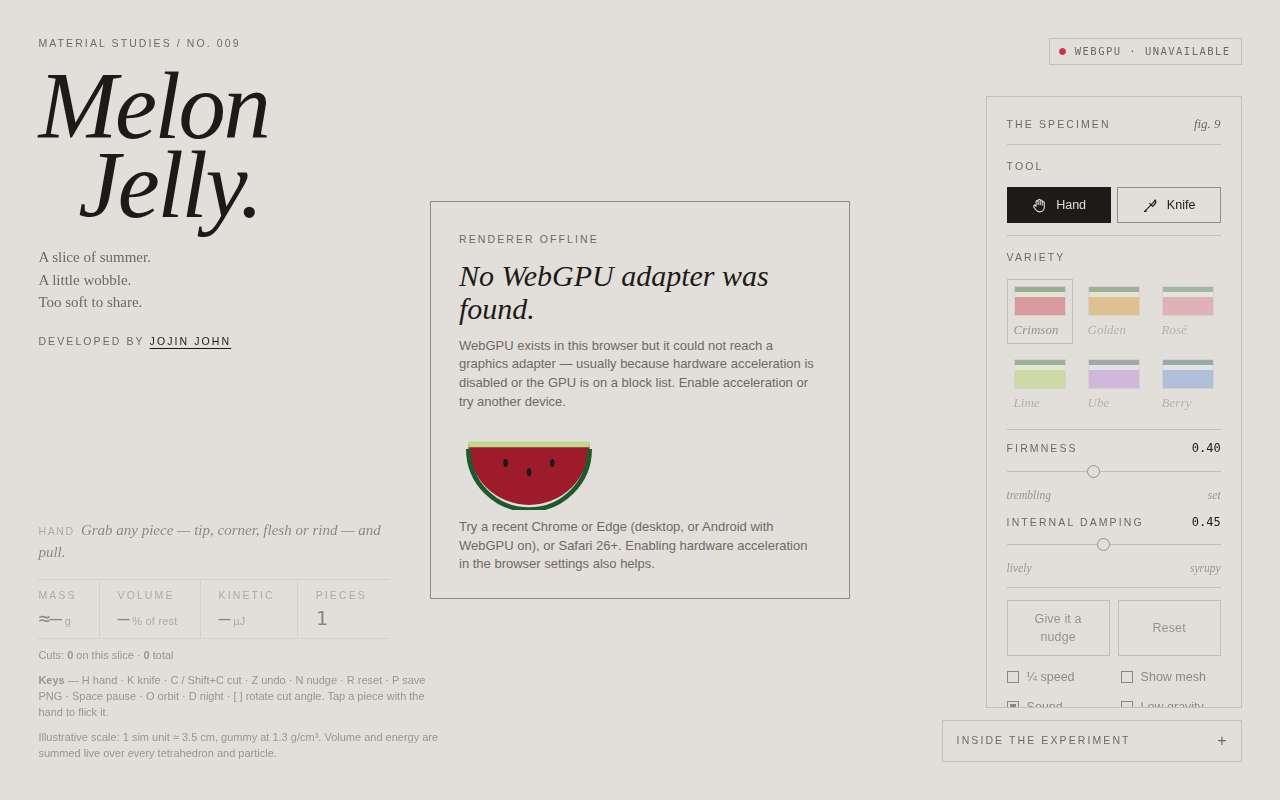 MATERIAL STUDIES / NO. 009
Melon
Jelly.
A slice of summer.
A little wobble.
Too soft to share.
DEVELOPED BY JOJIN JOHN
HAND Grab any piece — tip, corner, flesh or rind — and
pull.
MASS VOLUME KINETIC PIECES
≈— g — % of rest — µJ 1
Cuts: 0 on this slice · 0 total
Keys — H hand · K knife · C / Shift+C cut · Z undo · N nudge · R reset · P save
PNG · Space pause · O orbit · D night · [ ] rotate cut angle. Tap a piece with the
hand to flick it.
Illustrative scale: 1 sim unit = 3.5 cm, gummy at 1.3 g/cm³. Volume and energy are
summed live over every tetrahedron and particle.
RENDERER OFFLINE
No WebGPU adapter was
found.
WebGPU exists in this browser but it could not reach a
graphics adapter — usually because hardware acceleration is
disabled or the GPU is on a block list. Enable acceleration or
try another device.
Try a recent Chrome or Edge (desktop, or Android with
WebGPU on), or Safari 26+. Enabling hardware acceleration
in the browser settings also helps.
WEBGPU · UNAVAILABLE
THE SPECIMEN fig. 9
TOOL
Hand Knife
VARIETY
Crimson Golden Rosé
Lime Ube Berry
FIRMNESS 0.40
trembling set
INTERNAL DAMPING 0.45
lively syrupy
Give it a
nudge
Reset
¼ speed Show mesh
Sound Low gravity
INSIDE THE EXPERIMENT +